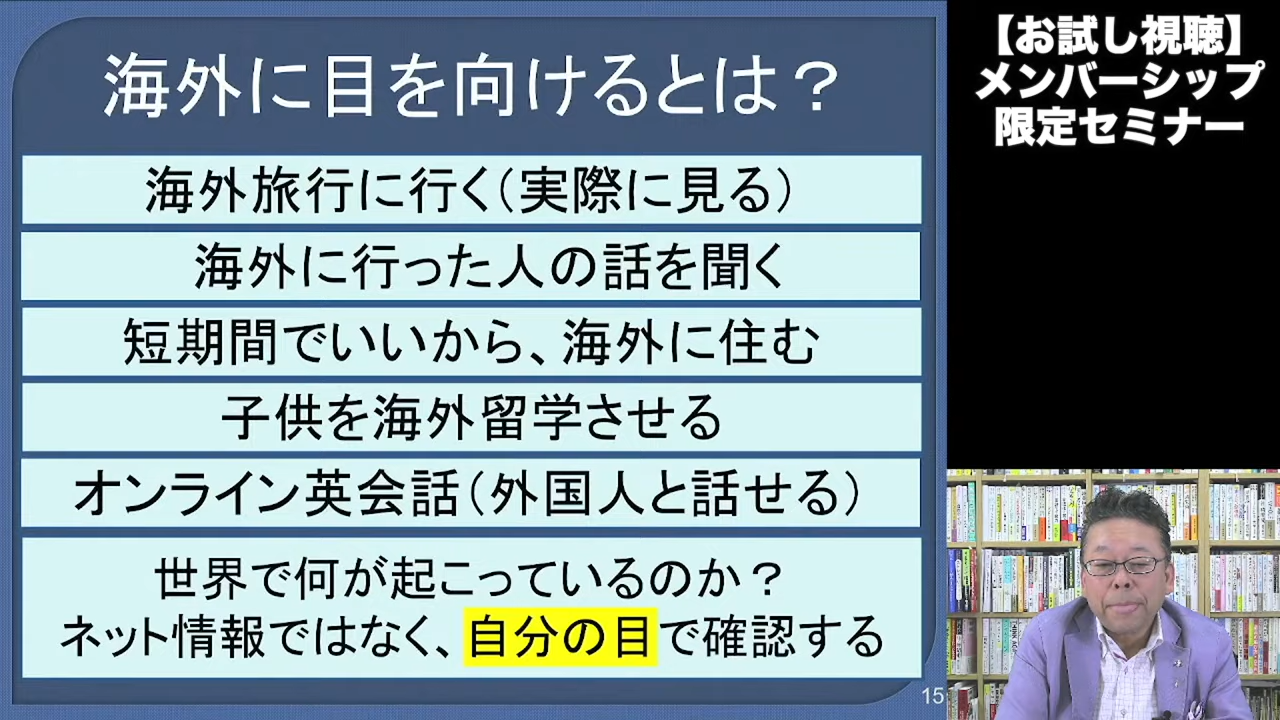 海外に目を向けるとは？
海外旅行に行く（実際に見る）
海外に行った人の話を聞く
短期間でいいから、海外に住む
子供を海外留学させる
オンライン英会話（外国人と話せる）
世界で何が起こっているのか？
ネット情報ではなく、自分の目で確認する
15
【お試し視聴】
メンバーシップ
限定セミナー